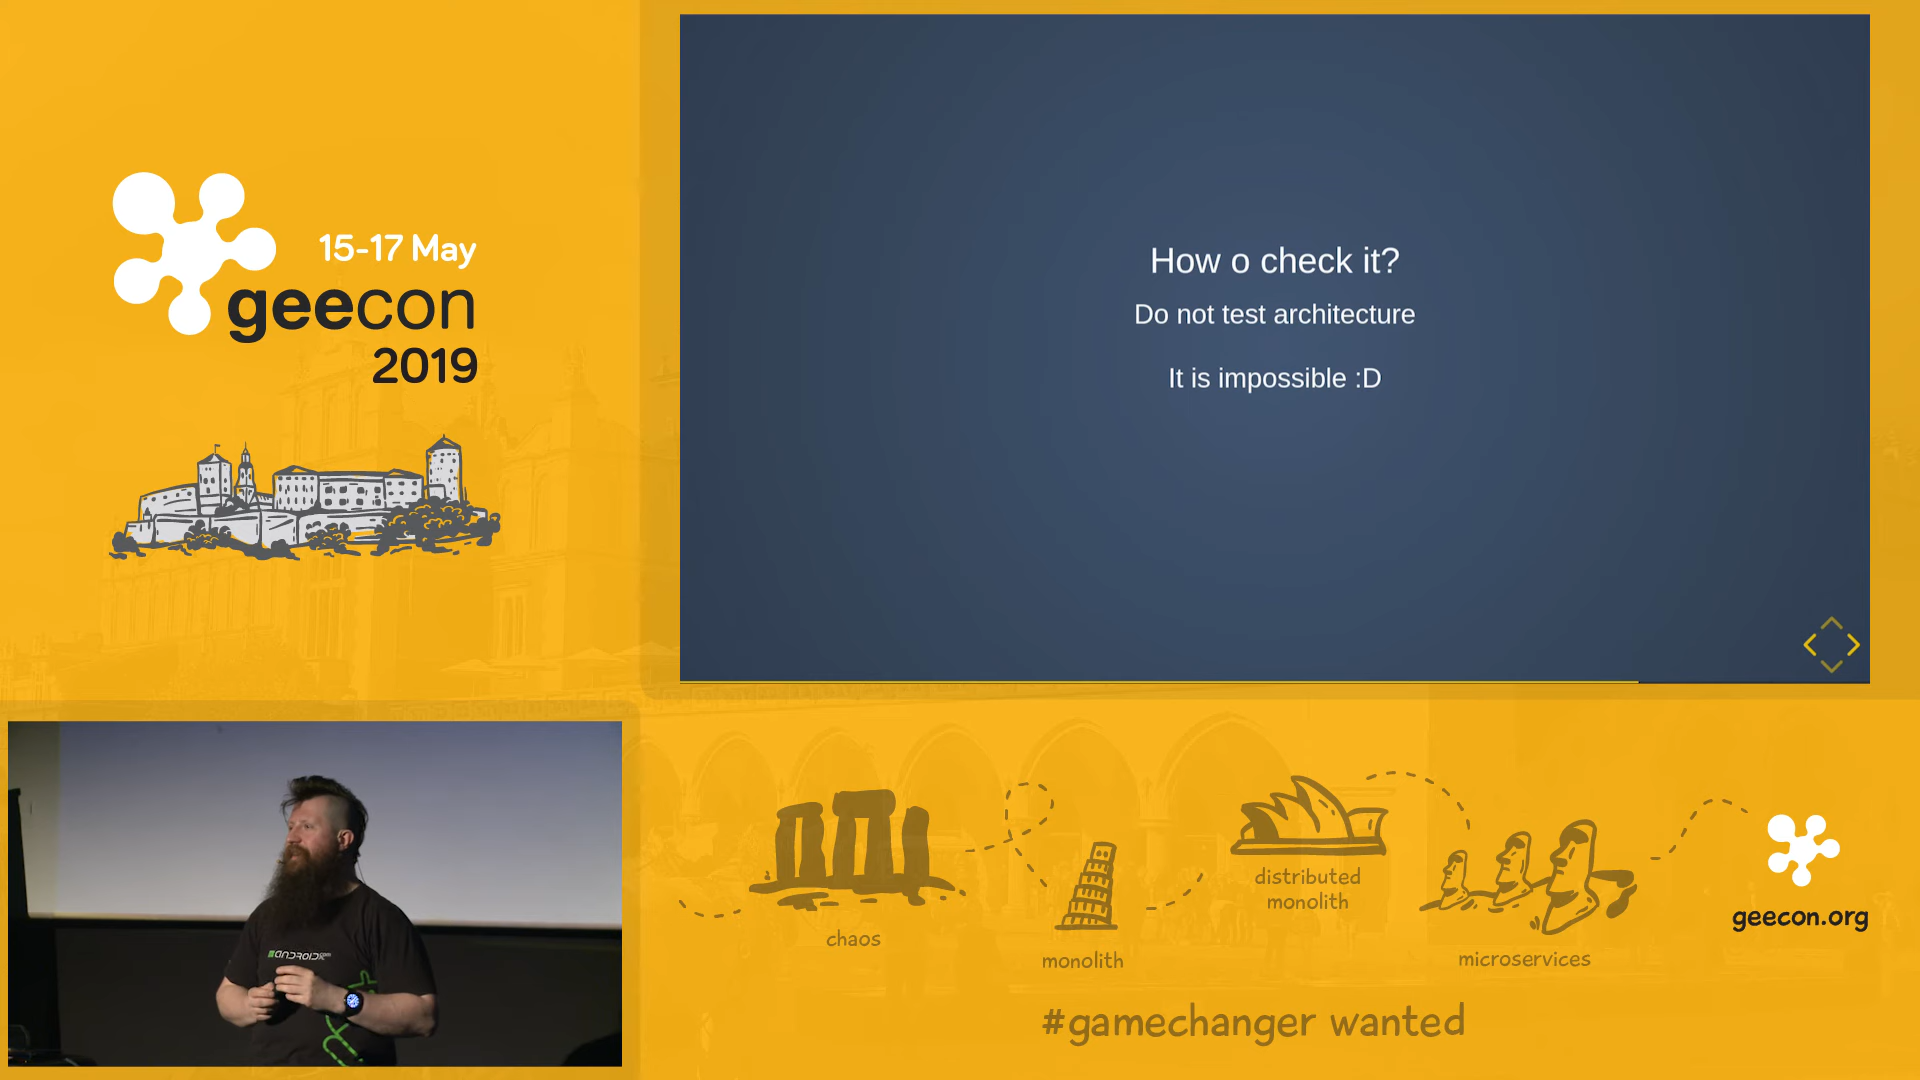 15-17 May
geecon
2019
How o check it?
Do not test architecture
It is impossible :D
ANDROID
chaos
monolith
distributed
monolith
microservices
geecon.org
#gamechanger wanted